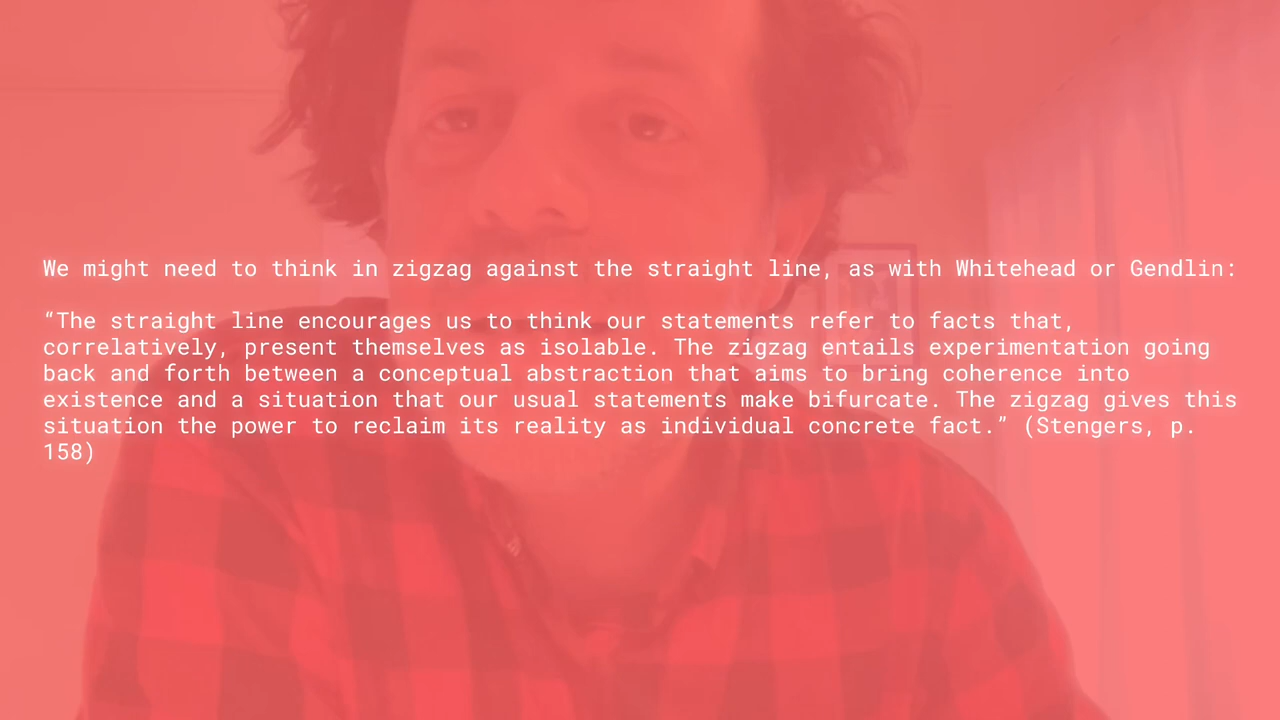 We might need to think in zigzag against the straight line, as with Whitehead or Gendlin:
“The straight line encourages us to think our statements refer to facts that,
correlatively, present themselves as isolable. The zigzag entails experimentation going
back and forth between a conceptual abstraction that aims to bring coherence into
existence and a situation that our usual statements make bifurcate. The zigzag gives this
situation the power to reclaim its reality as individual concrete fact.” (Stengers, p.
158)